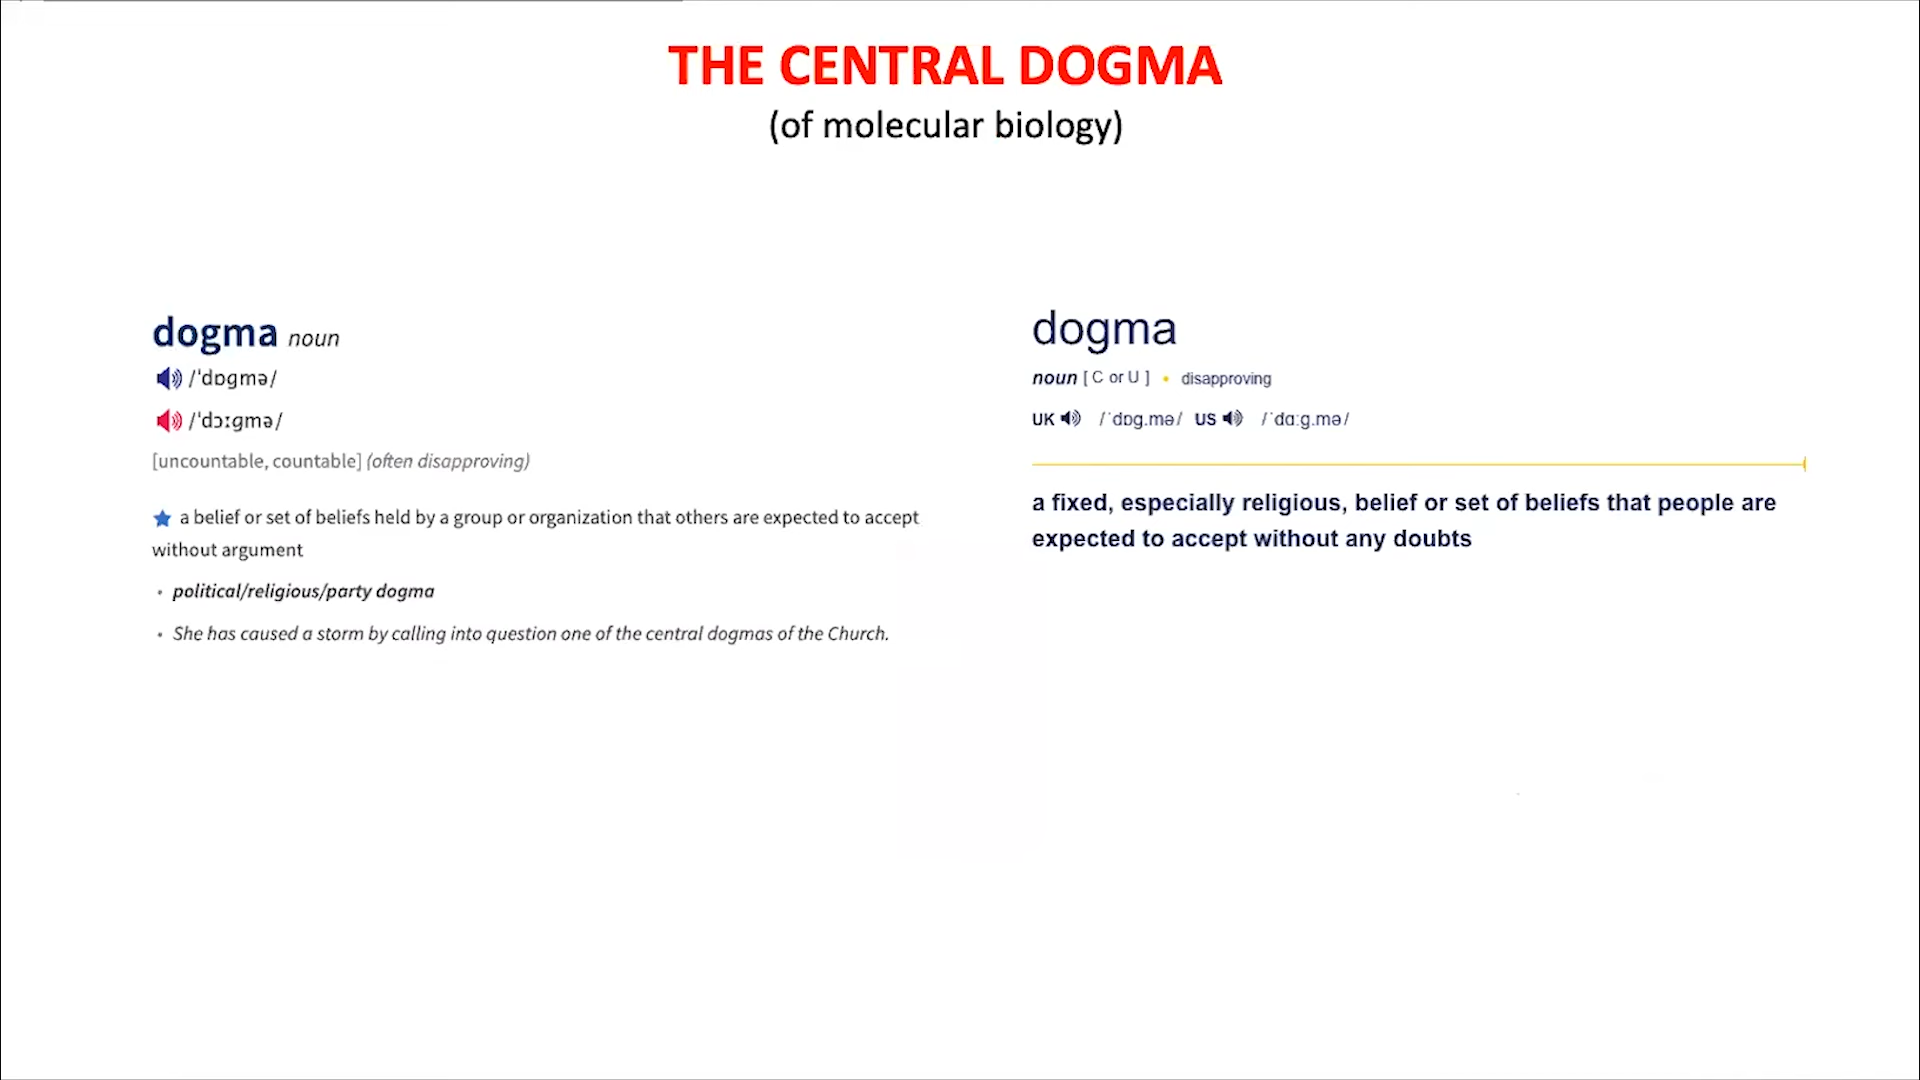 THE CENTRAL DOGMA
(of molecular biology)
dogma noun
/ˈdɒɡmə/
/ˈdɔːɡmə/
[uncountable, countable] (often disapproving)
a belief or set of beliefs held by a group or organization that others are expected to accept
without argument
• political/religious/party dogma
• She has caused a storm by calling into question one of the central dogmas of the Church.
dogma
noun [ C or U ] • disapproving
UK /ˈdɒɡ.mə/ US /ˈdɑːɡ.mə/
a fixed, especially religious, belief or set of beliefs that people are
expected to accept without any doubts